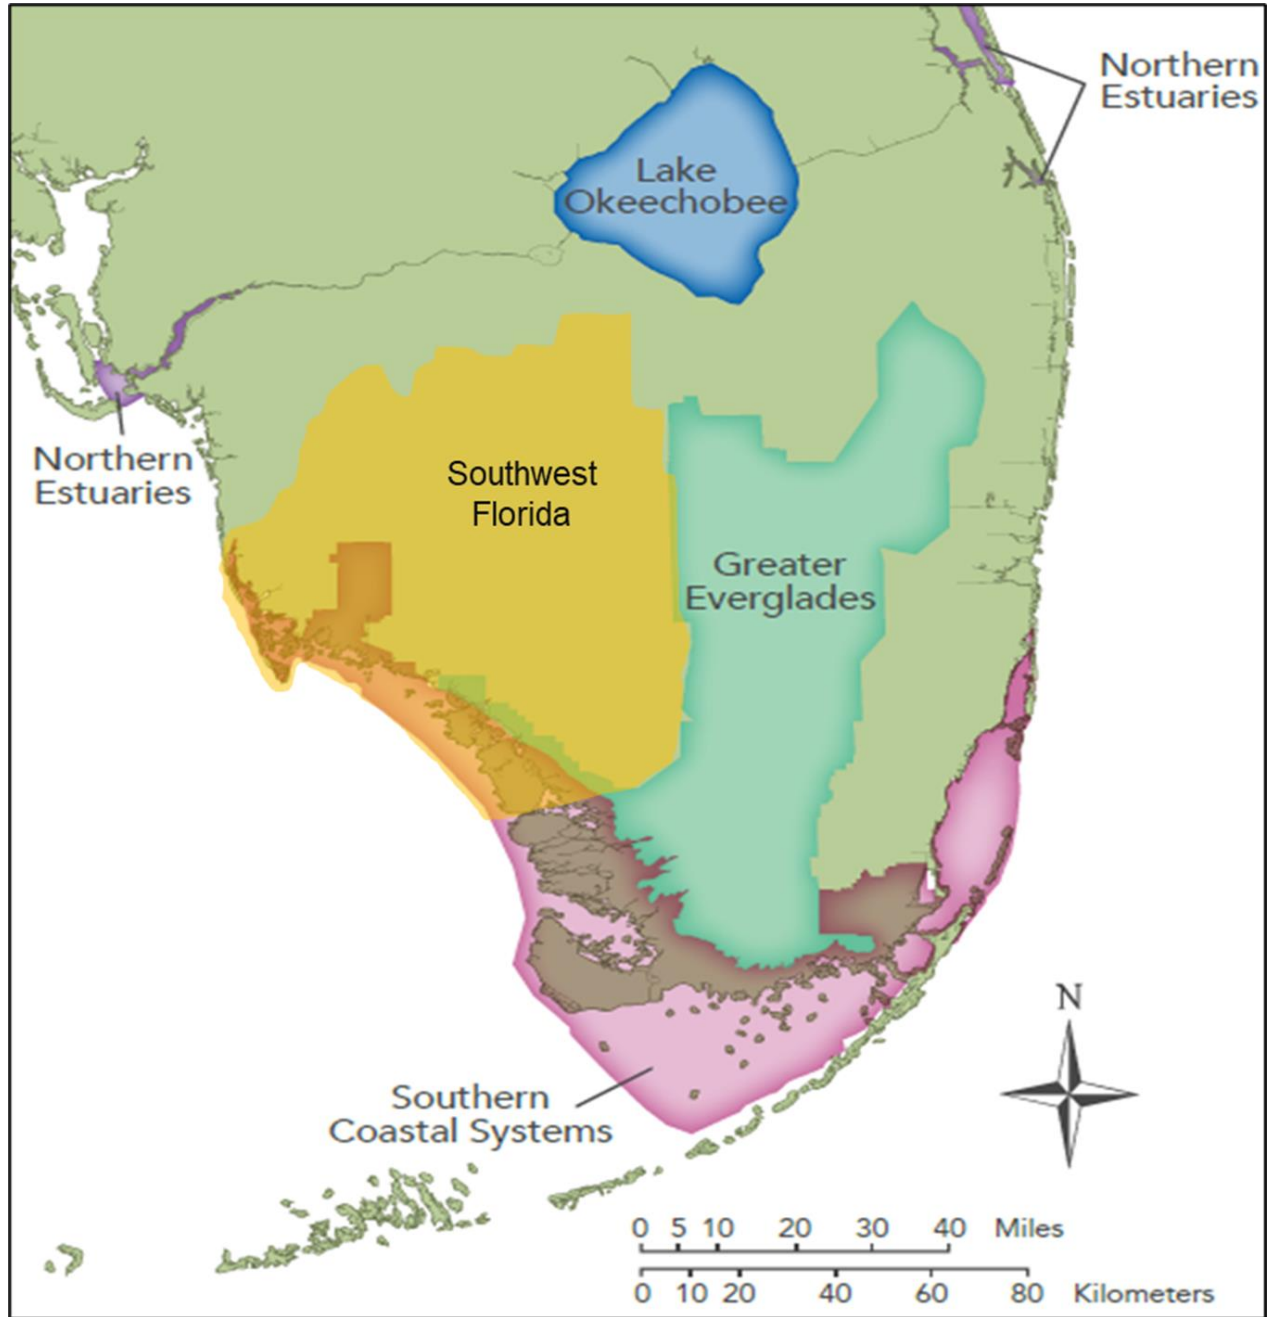 Northern
Estuaries
Lake
Okeechobee
Northern
Estuaries
Southwest
Florida
Greater
Everglades
Southern
Coastal Systems
N
0 5 10 20 30 40 Miles
0 10 20 40 60 80 Kilometers